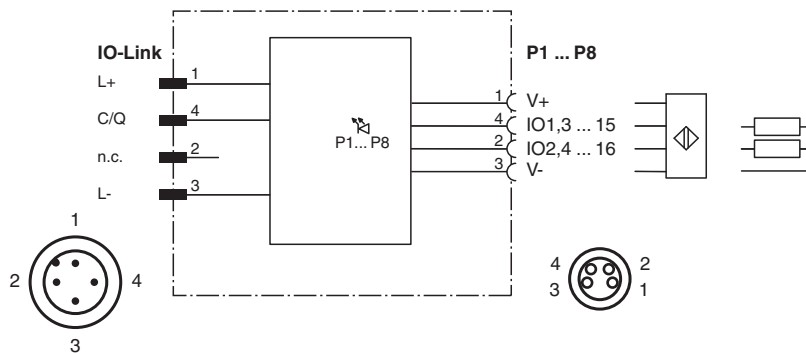 IO-Link
P1 ... P8
L+ 1
1 V+
C/Q 4
4 IO1,3 ... 15
P1... P8
n.c. 2
2 IO2,4 ... 16
3 V-
L- 3
1
2 4
3
4 2
3 1